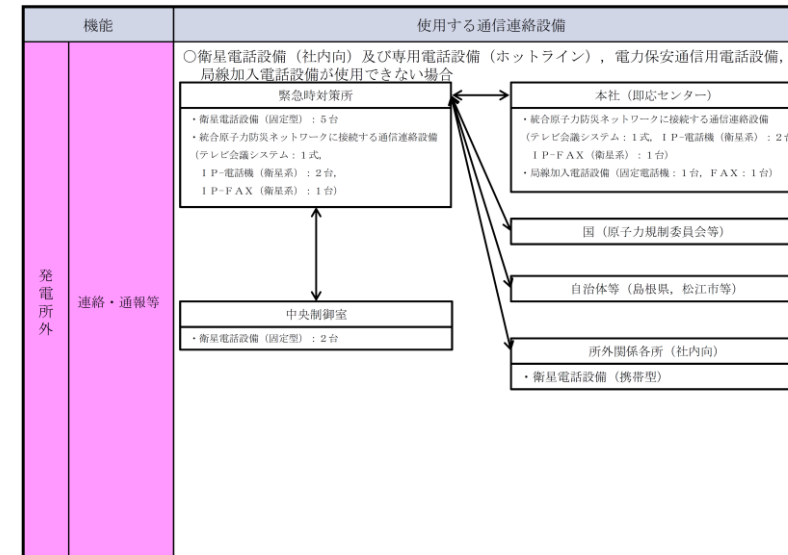 機能
使用する通信連絡設備
発電所外
連絡・通報等
○衛星電話設備（社内向）及び専用電話設備（ホットライン），電力保安通信用電話設備，
局線加入電話設備が使用できない場合
緊急時対策所
・衛星電話設備（固定型）：５台
・統合原子力防災ネットワークに接続する通信連絡設備
（テレビ会議システム：１式，
ＩＰ-電話機（衛星系）：２台，
ＩＰ-ＦＡＸ（衛星系）：１台）
中央制御室
・衛星電話設備（固定型）：２台
本社（即応センター）
・統合原子力防災ネットワークに接続する通信連絡設備
（テレビ会議システム：１式，ＩＰ-電話機（衛星系）：２
ＩＰ-ＦＡＸ（衛星系）：１台）
・局線加入電話設備（固定電話機：１台，ＦＡＸ：１台）
国（原子力規制委員会等）
自治体等（島根県，松江市等）
所外関係各所（社内向）
・衛星電話設備（携帯型）